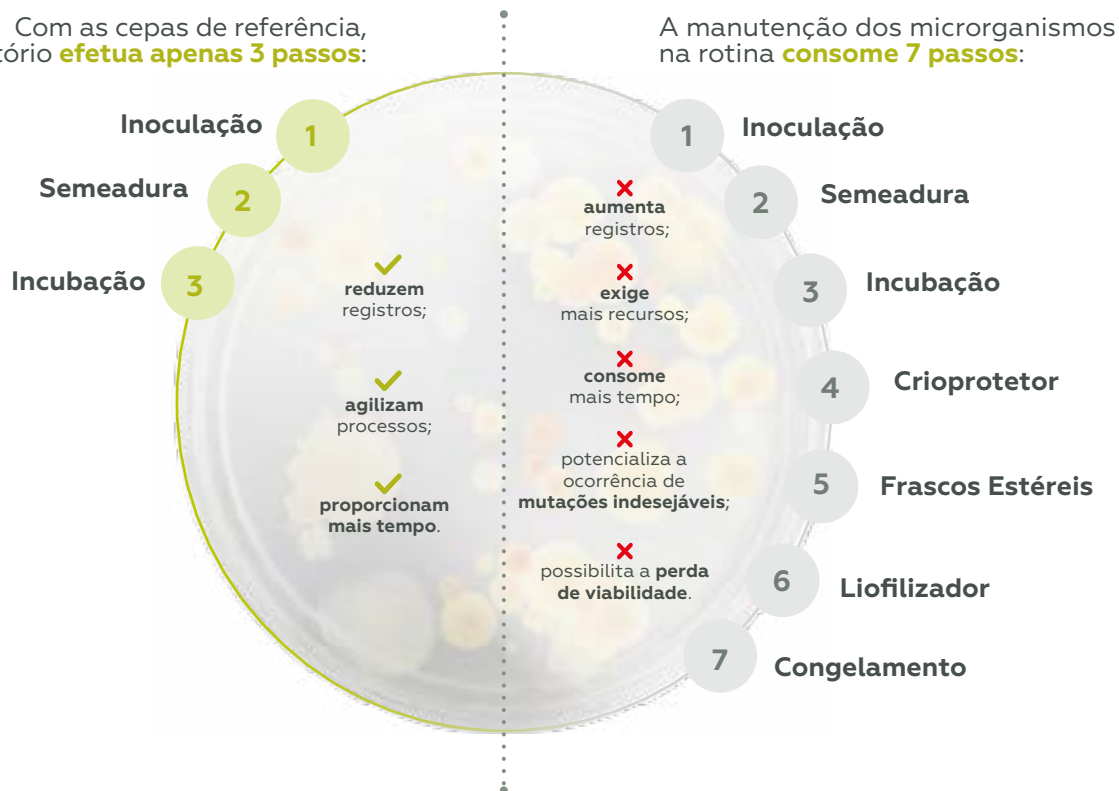 Com as cepas de referência,
efetua apenas 3 passos:
1
Inoculação
2
Semeadura
3
Incubação
reduzem
registros;
agilizam
processos;
proporcionam
mais tempo.
A manutenção dos microrganismos
na rotina consome 7 passos:
1
Inoculação
2
Semeadura
3
Incubação
4
Crioprotetor
5
Frascos Estéreis
6
Liofilizador
7
Congelamento
aumenta
registros;
exige
mais recursos;
consome
mais tempo;
potencializa a
ocorrência de
mutações indesejáveis;
possibilita a perda
de viabilidade.